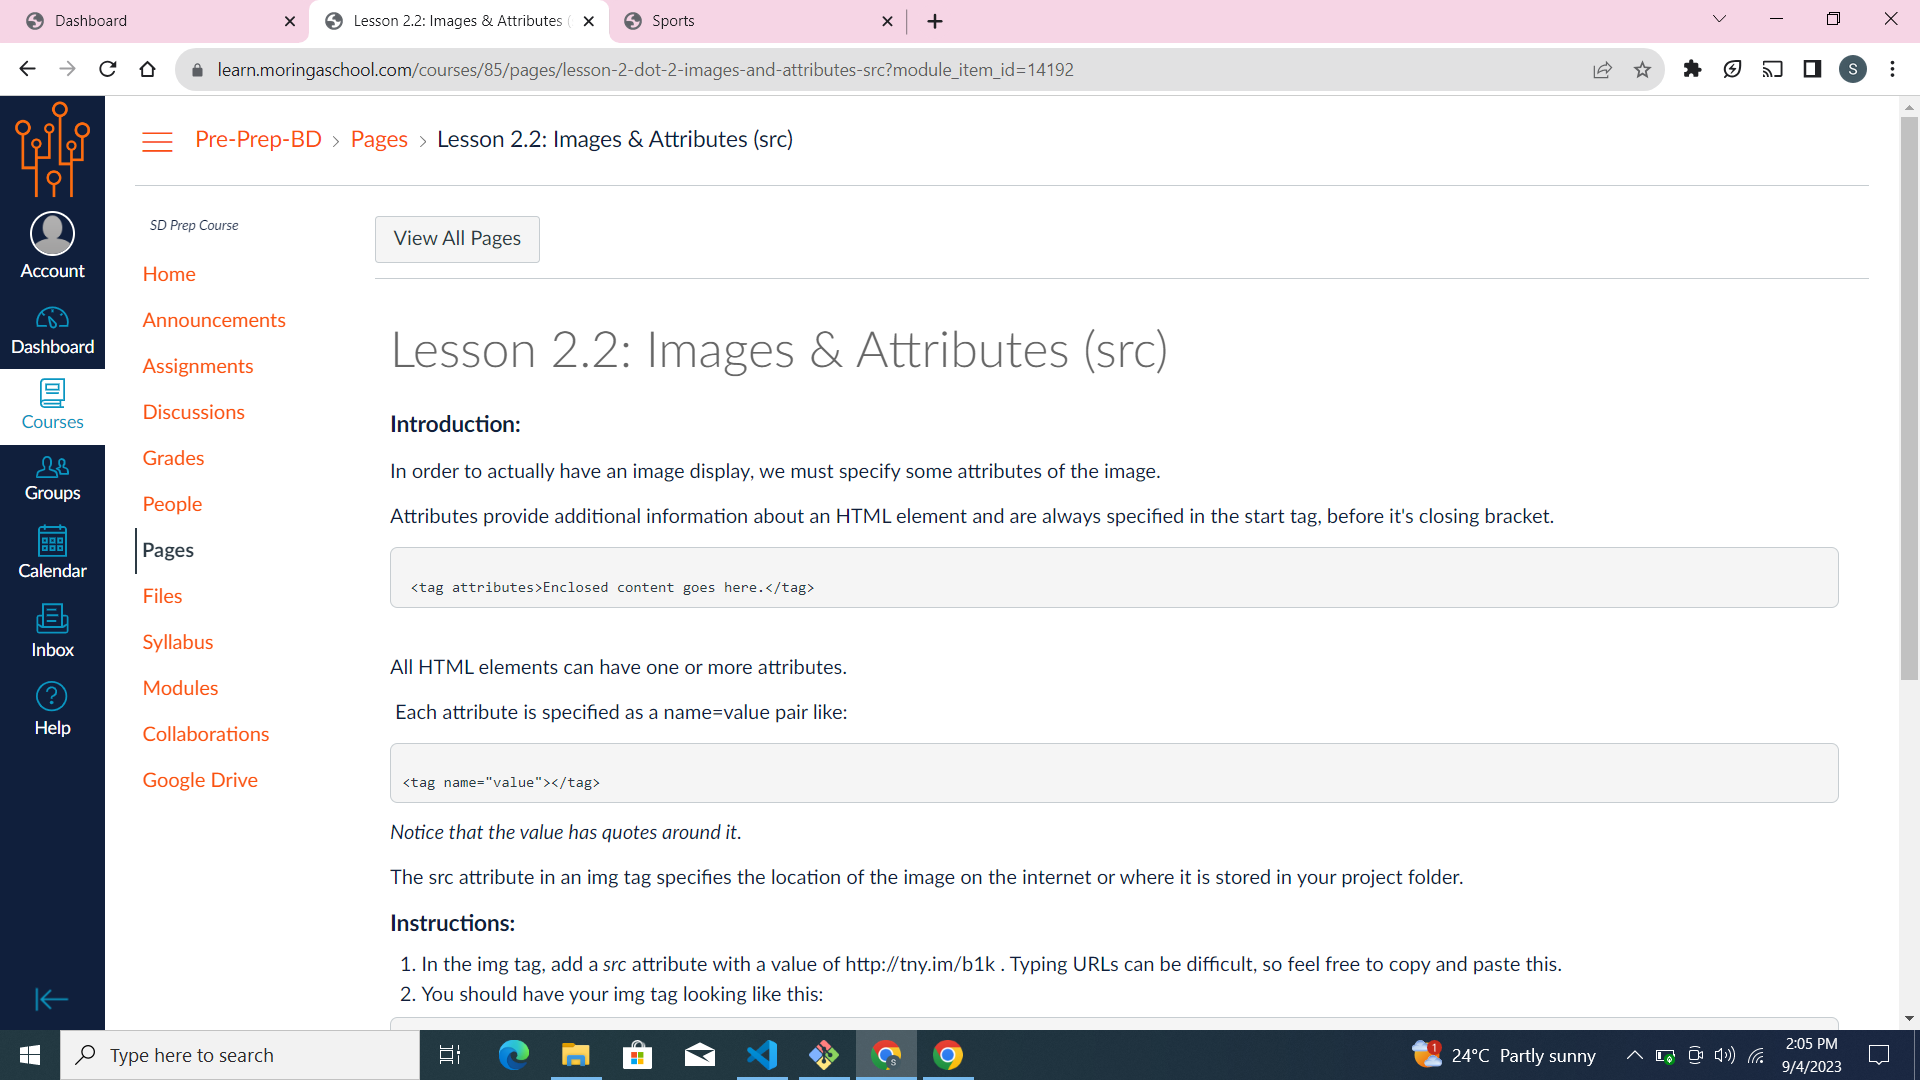 Dashboard
Lesson 2.2: Images & Attributes (
Sports
learn.moringaschool.com/courses/85/pages/lesson-2-dot-2-images-and-attributes-src?module_item_id=14192
S
Pre-Prep-BD > Pages > Lesson 2.2: Images & Attributes (src)
Account
Dashboard
Courses
Groups
Calendar
Inbox
Help
SD Prep Course
Home
Announcements
Assignments
Discussions
Grades
People
Pages
Files
Syllabus
Modules
Collaborations
Google Drive
View All Pages
Lesson 2.2: Images & Attributes (src)
Introduction:
In order to actually have an image display, we must specify some attributes of the image.
Attributes provide additional information about an HTML element and are always specified in the start tag, before it's closing bracket.
<tag attributes>Enclosed content goes here.</tag>
All HTML elements can have one or more attributes.
Each attribute is specified as a name=value pair like:
<tag name="value"></tag>
Notice that the value has quotes around it.
The src attribute in an img tag specifies the location of the image on the internet or where it is stored in your project folder.
Instructions:
1. In the img tag, add a src attribute with a value of http://tny.im/b1k . Typing URLs can be difficult, so feel free to copy and paste this.
2. You should have your img tag looking like this:
Type here to search
1
24°C Partly sunny
2:05 PM
9/4/2023